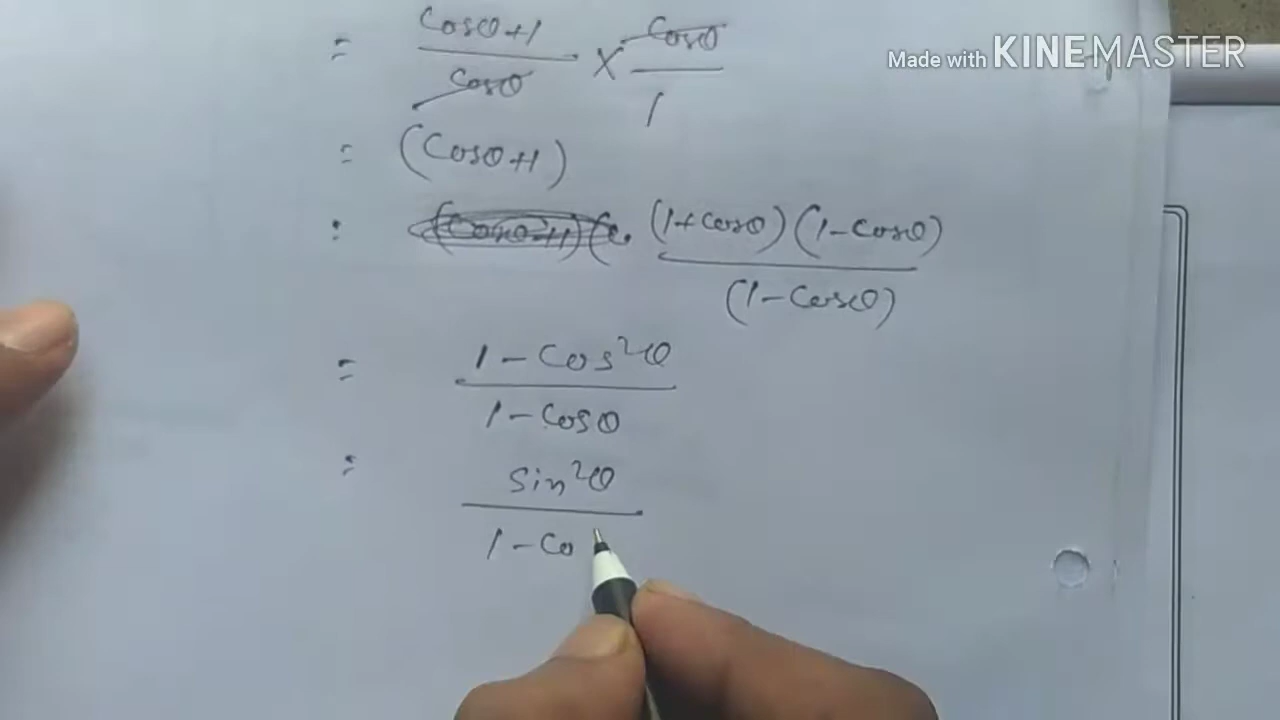 = Cosθ+1 / Cosθ × Cosθ / 1
= (Cosθ+1)
: (1+Cosθ)(1-Cosθ) / (1-Cosθ)
= 1-Cos²θ / 1-Cosθ
: Sin²θ / 1-Co
Made with KINEMASTER